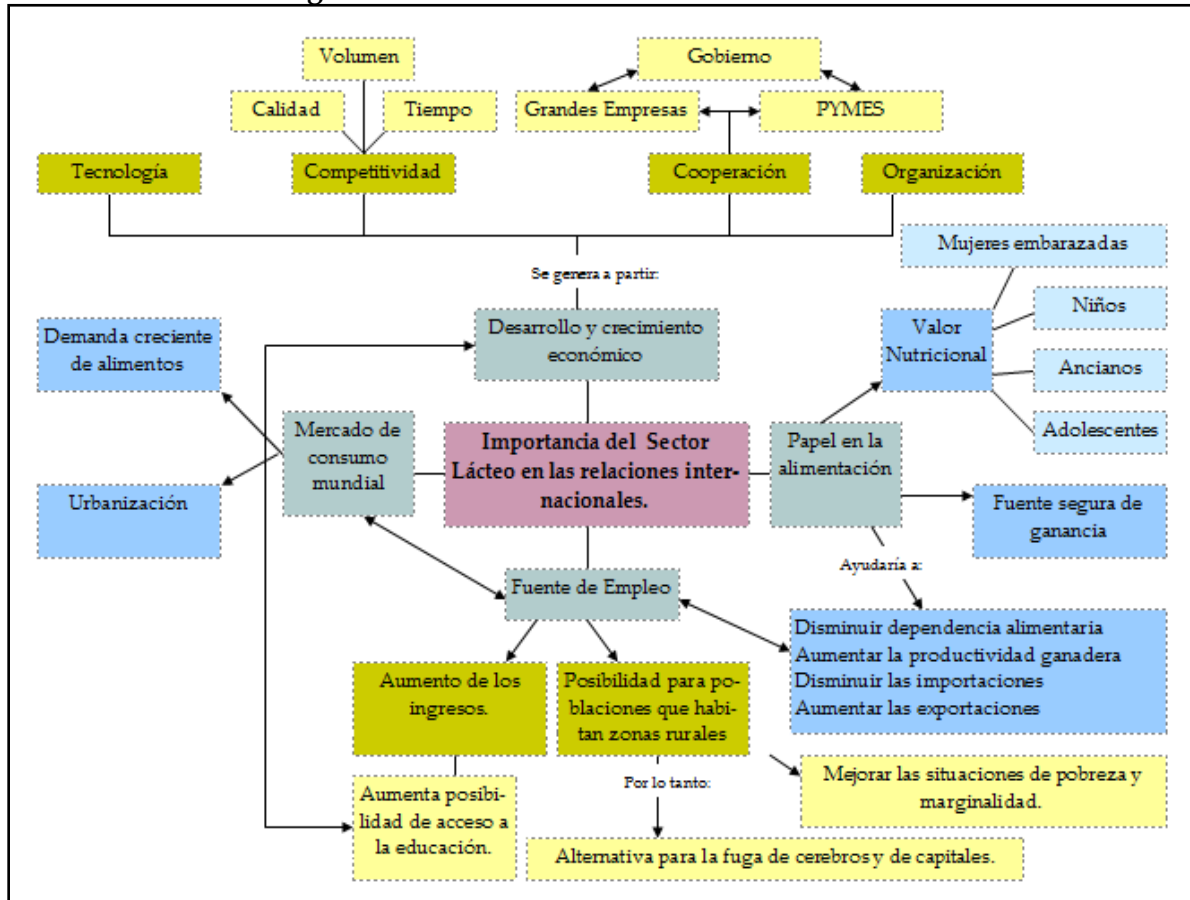 Volumen
Gobierno
Calidad
Tiempo
Grandes Empresas
PYMES
Tecnología
Competitividad
Cooperación
Organización
Mujeres embarazadas
Se genera a partir:
Niños
Desarrollo y crecimiento
económico
Valor
Nutricional
Demanda creciente
de alimentos
Ancianos
Adolescentes
Mercado de
consumo
mundial
Importancia del Sector
Lácteo en las relaciones inter-
nacionales.
Papel en la
alimentación
Urbanización
Fuente segura de
ganancia
Ayudaría a:
Fuente de Empleo
Disminuir dependencia alimentaria
Aumentar la productividad ganadera
Disminuir las importaciones
Aumentar las exportaciones
Aumento de los
ingresos.
Posibilidad para po-
blaciones que habi-
tan zonas rurales
Por lo tanto:
Mejorar las situaciones de pobreza y
marginalidad.
Aumenta posibi-
lidad de acceso a
la educación.
Alternativa para la fuga de cerebros y de capitales.